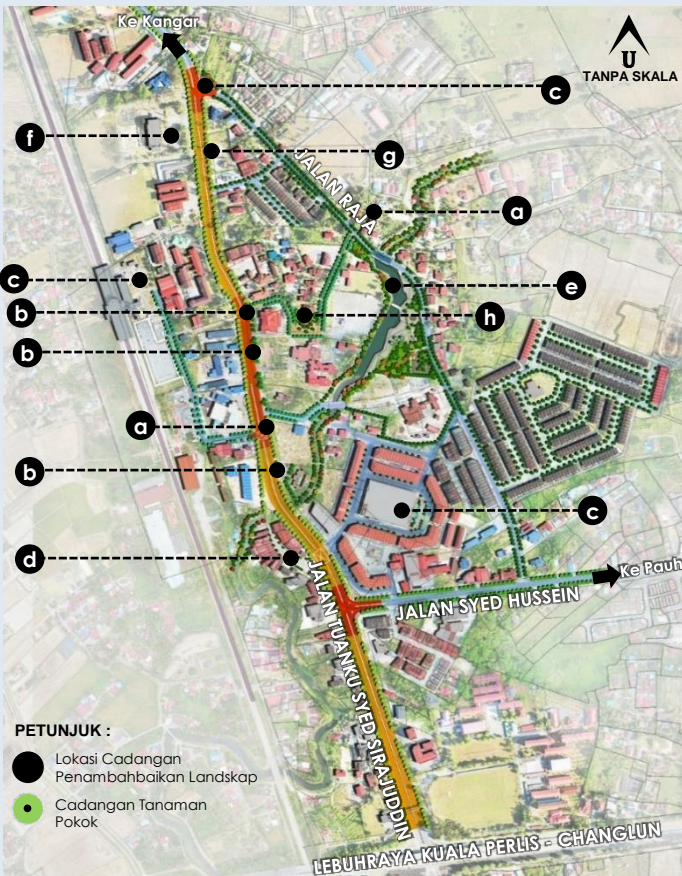 Ke Kangar
U
TANPA SKALA
c
f
g
JALAN RAJA
a
c
e
b
h
b
a
b
c
d
Ke Pauh
JALAN SYED HUSSEIN
JALAN TUANKU SYED SIRAJUDDIN
PETUNJUK :
Lokasi Cadangan
Penambahbaikan Landskap
Cadangan Tanaman
Pokok
LEBUHRAYA KUALA PERLIS - CHANGLUN